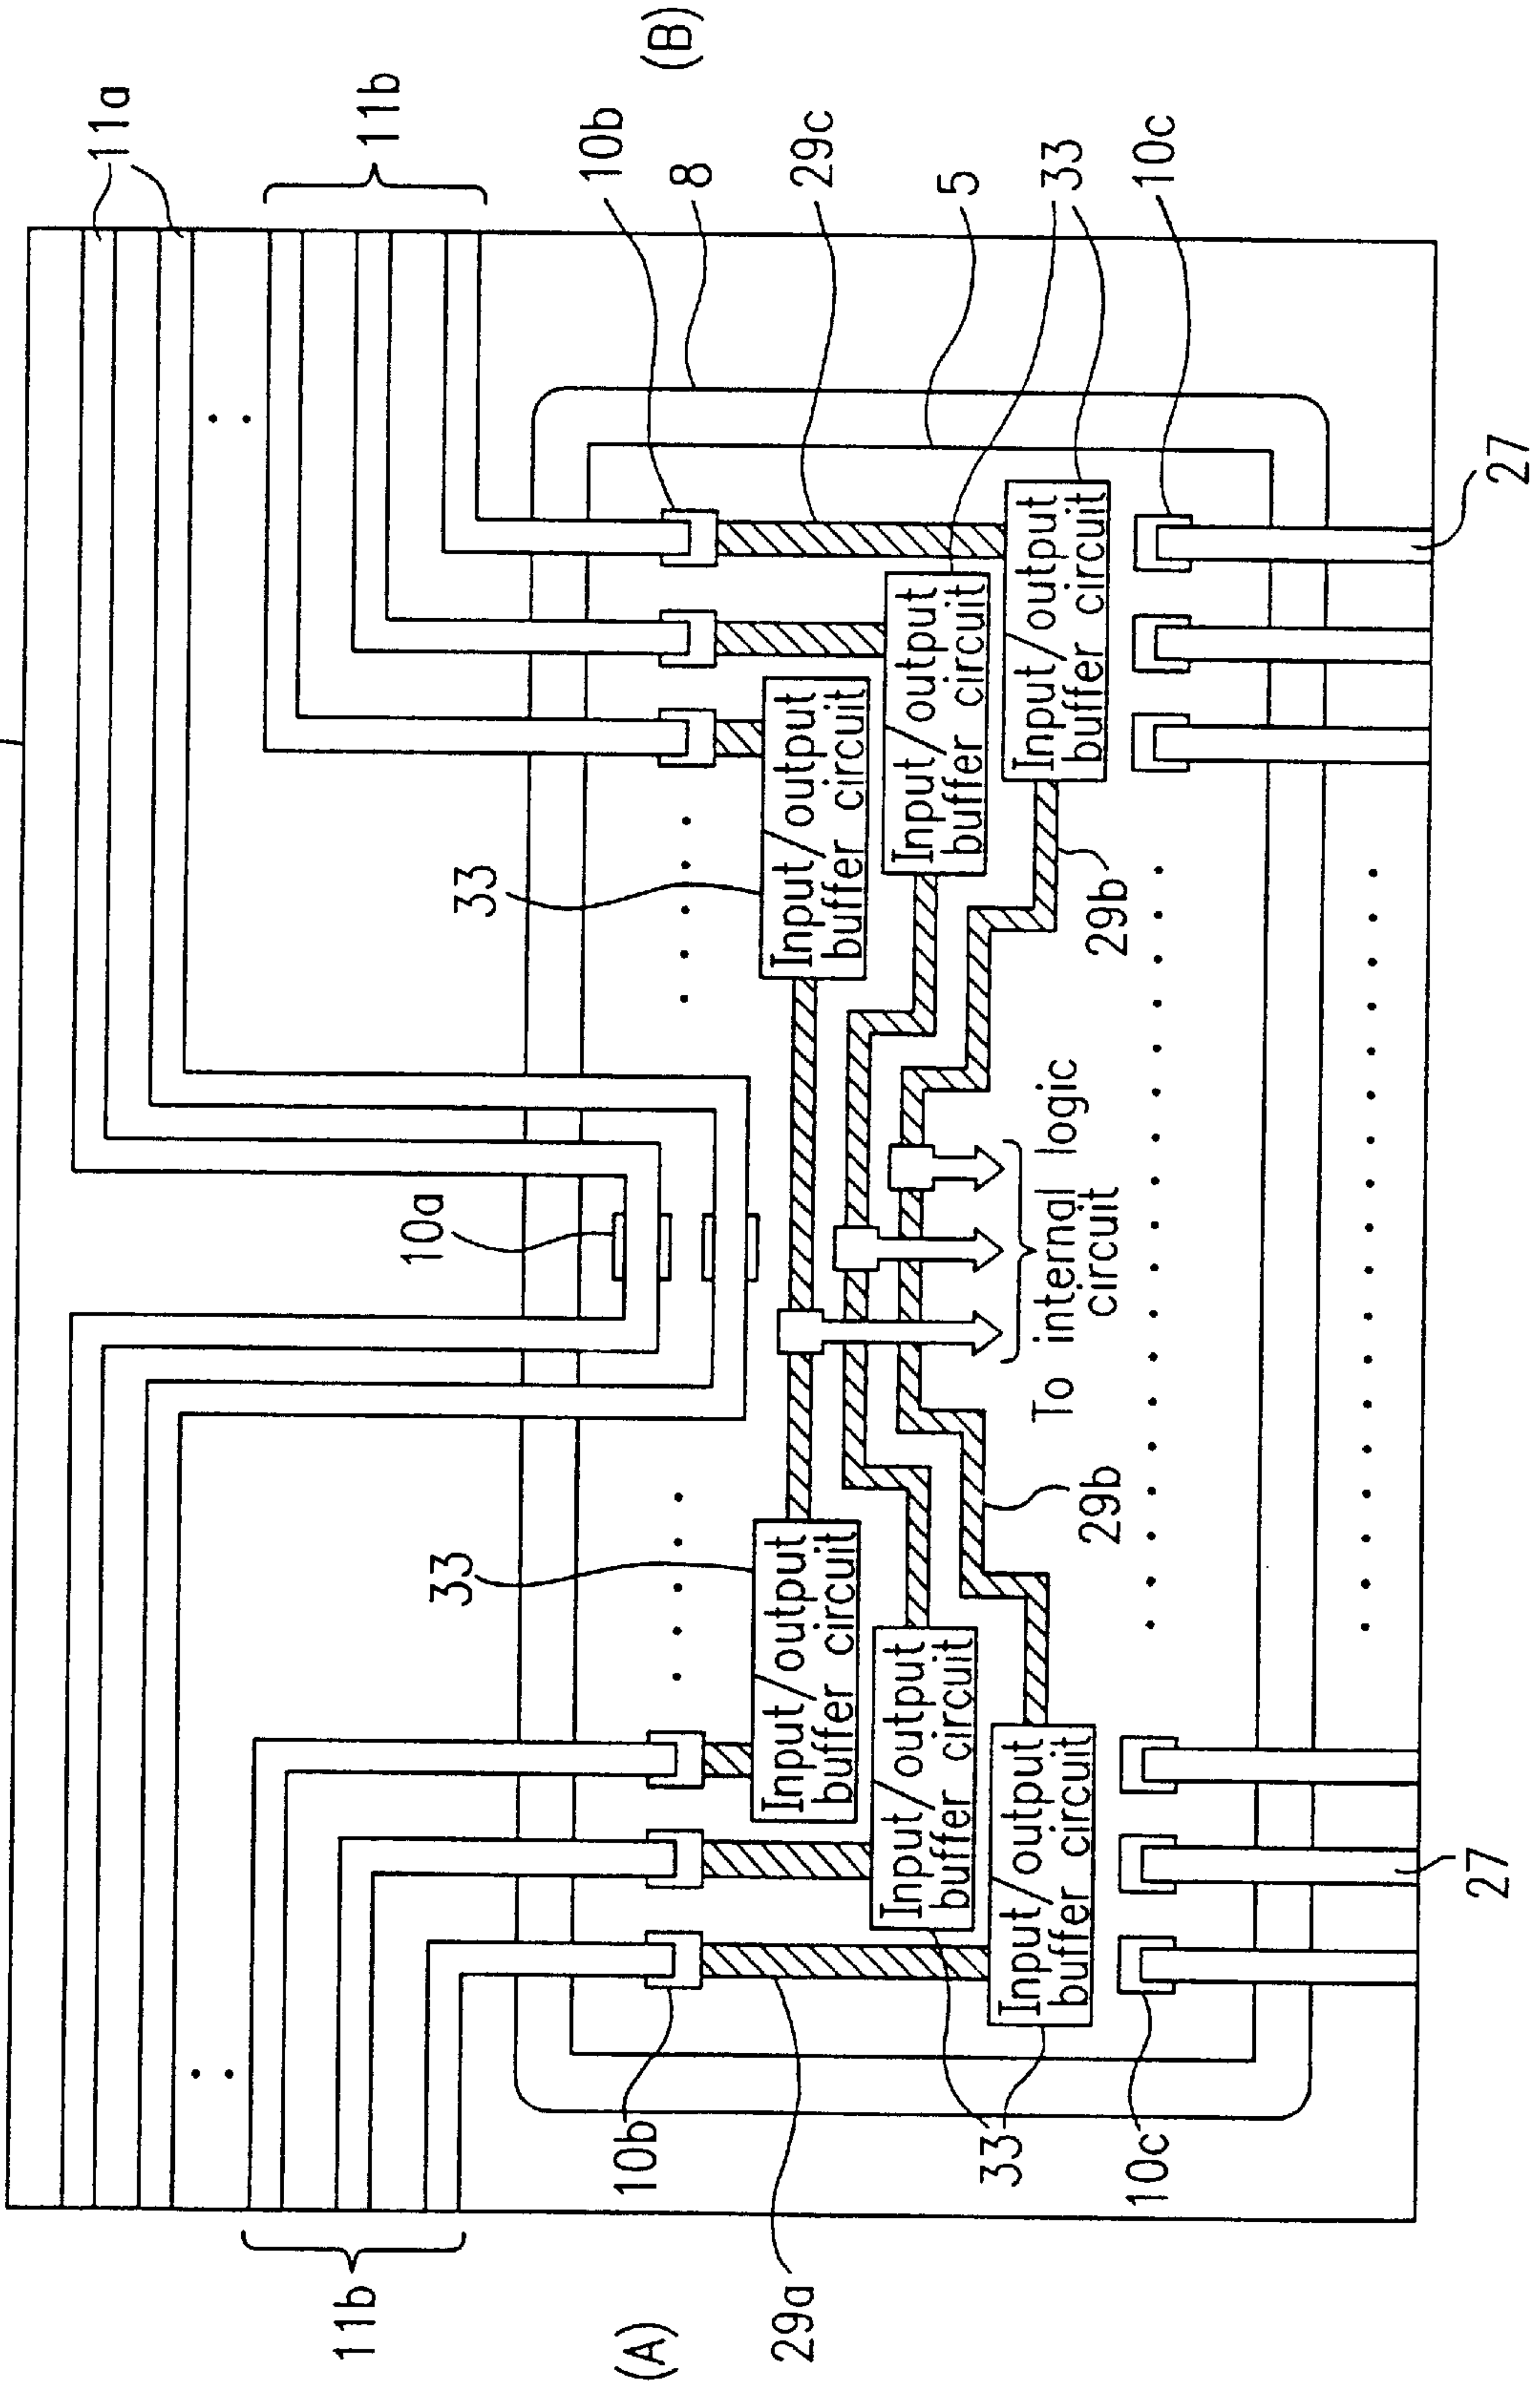 11a
11b
(B)
10b
8
29c
5
33
10c
27
33
Input/output
buffer circuit
Input/output
buffer circuit
Input/output
buffer circuit
29b
10a
To internal logic
circuit
29b
33
Input/output
buffer circuit
Input/output
buffer circuit
Input/output
buffer circuit
27
11b
(A)
10b
29a
33
10c